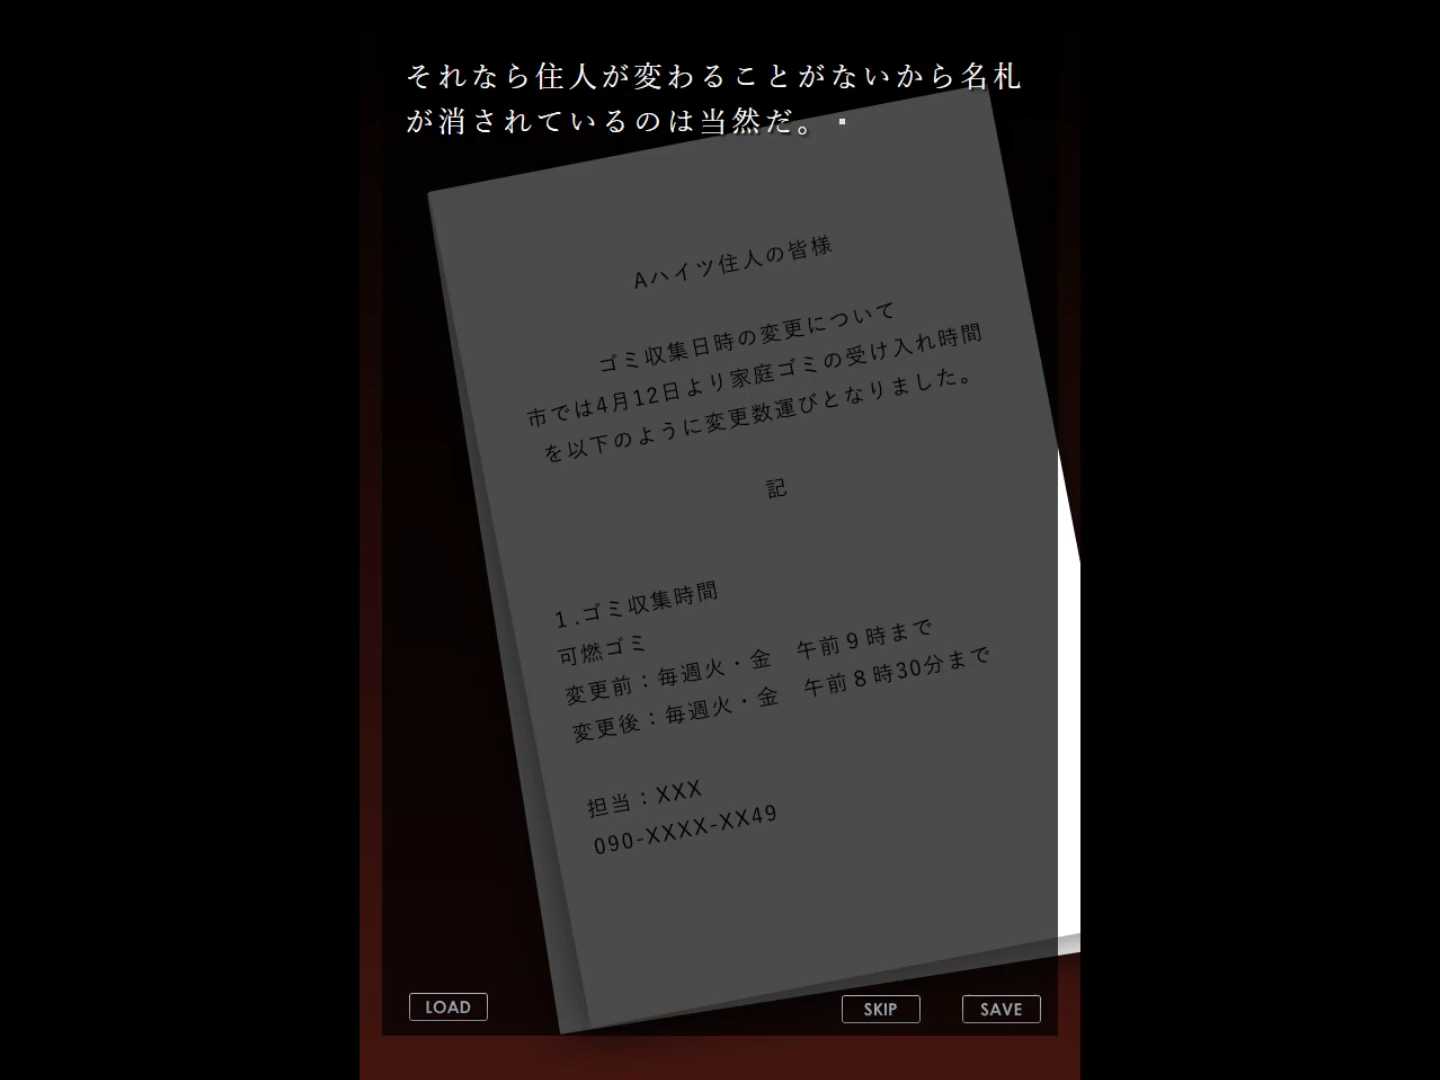 それなら住人が変わることがないから名札
が消されているのは当然だ。
Aハイツ住人の皆様
ゴミ収集日時の変更について
市では4月12日より家庭ゴミの受け入れ時間
を以下のように変更数運びとなりました。
記
1.ゴミ収集時間
可燃ゴミ
変更前：毎週火・金　午前９時まで
変更後：毎週火・金　午前８時30分まで
担当：XXX
090-XXXX-XX49
LOAD
SKIP
SAVE